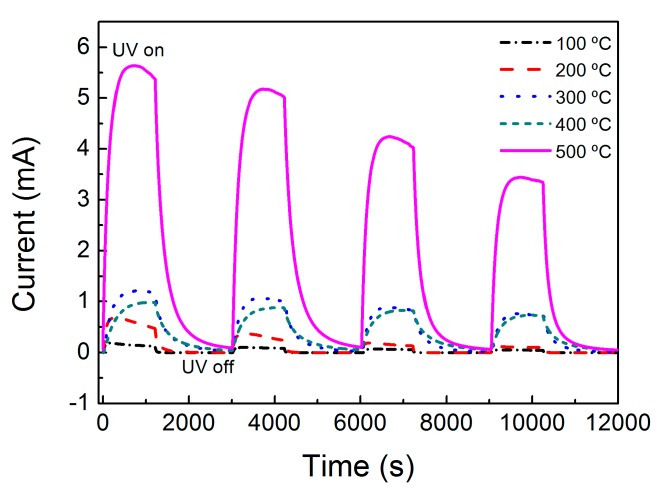 UV on
100 ºC
200 ºC
300 ºC
400 ºC
500 ºC
6
5
4
3
2
1
0
-1
Current (mA)
UV off
0 2000 4000 6000 8000 10000 12000
Time (s)